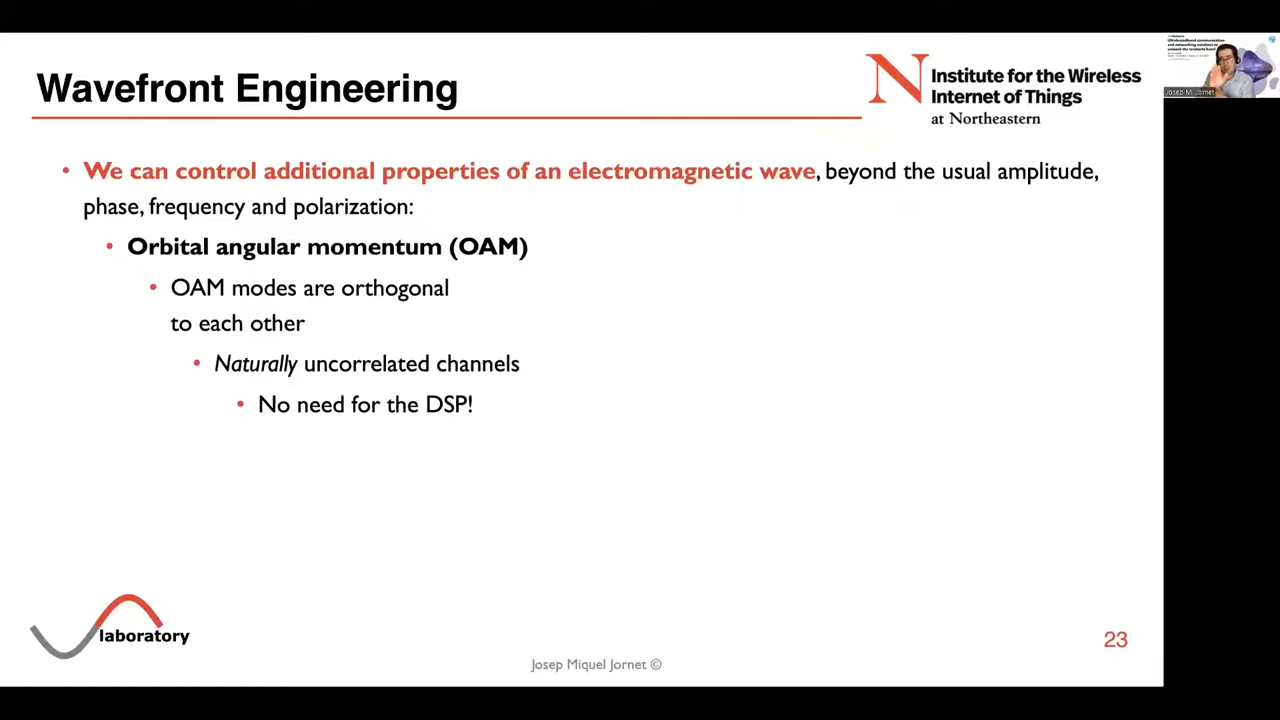 Wavefront Engineering
Institute for the Wireless
Internet of Things
at Northeastern
Josep M. Jornet
• We can control additional properties of an electromagnetic wave, beyond the usual amplitude,
phase, frequency and polarization:
• Orbital angular momentum (OAM)
• OAM modes are orthogonal
to each other
• Naturally uncorrelated channels
• No need for the DSP!
laboratory
23
Josep Miquel Jornet ©